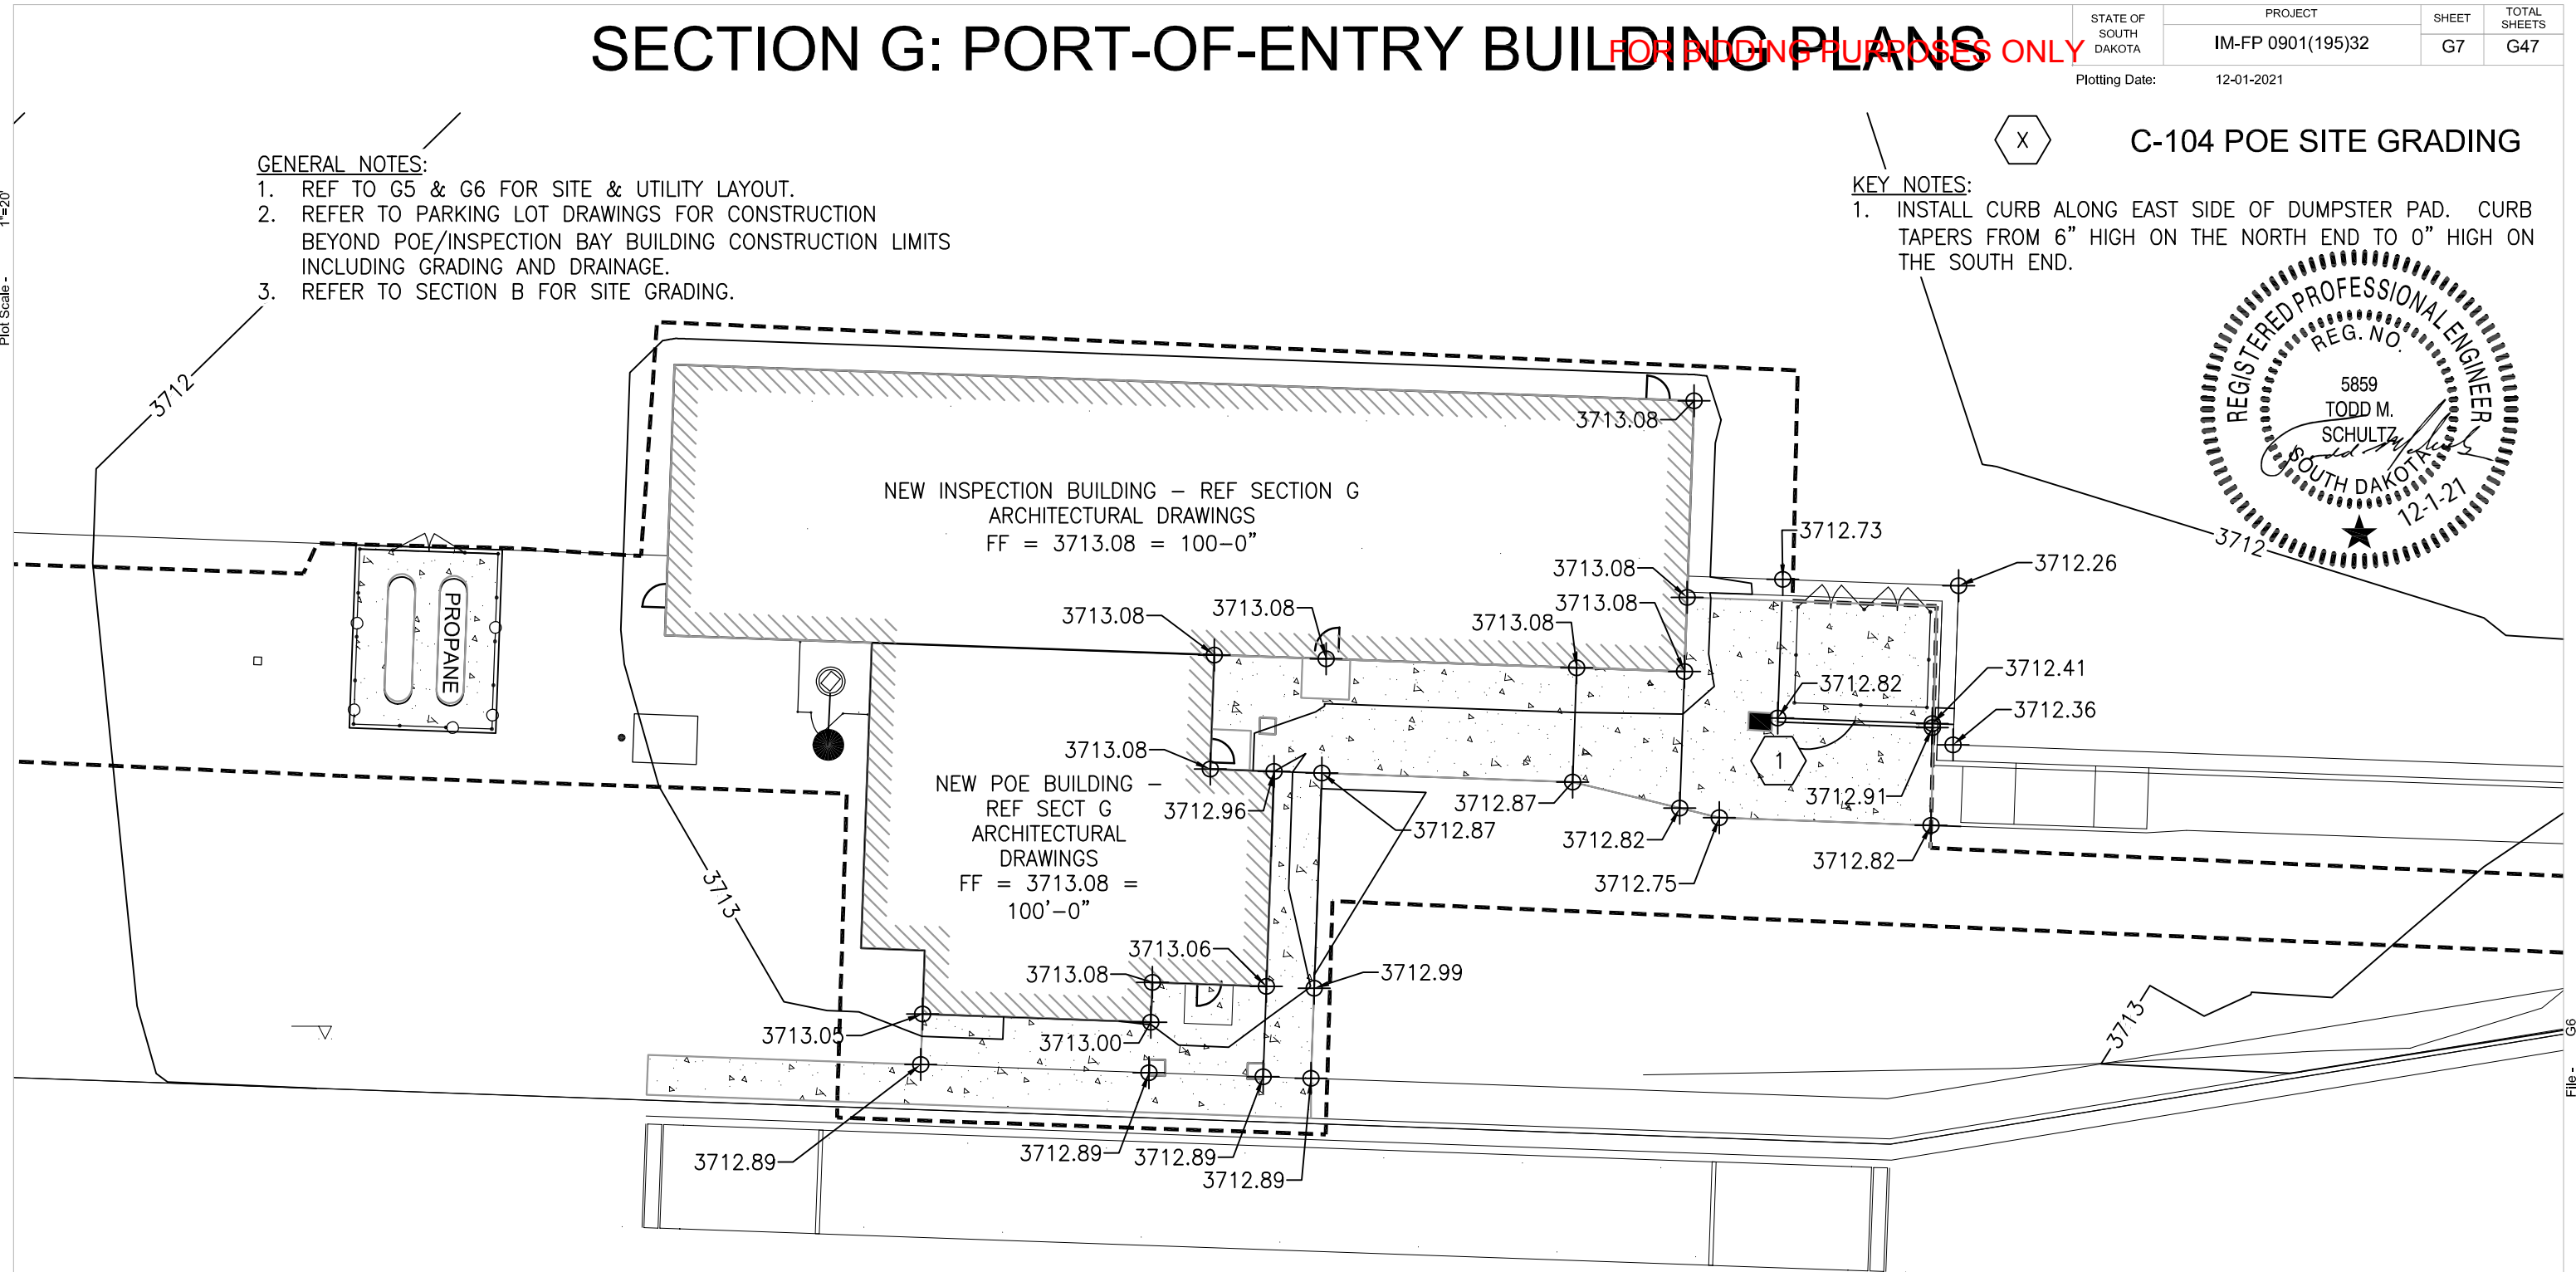 SECTION G: PORT-OF-ENTRY BUILDING PLANS
FOR BIDDING PURPOSES ONLY
STATE OF
SOUTH
DAKOTA
PROJECT
IM-FP 0901(195)32
SHEET
G7
TOTAL
SHEETS
G47
Plotting Date: 12-01-2021
X
C-104 POE SITE GRADING
GENERAL NOTES:
1. REF TO G5 & G6 FOR SITE & UTILITY LAYOUT.
2. REFER TO PARKING LOT DRAWINGS FOR CONSTRUCTION
BEYOND POE/INSPECTION BAY BUILDING CONSTRUCTION LIMITS
INCLUDING GRADING AND DRAINAGE.
3. REFER TO SECTION B FOR SITE GRADING.
KEY NOTES:
1. INSTALL CURB ALONG EAST SIDE OF DUMPSTER PAD. CURB
TAPERS FROM 6" HIGH ON THE NORTH END TO 0" HIGH ON
THE SOUTH END.
REGISTERED PROFESSIONAL ENGINEER
REG. NO.
5859
TODD M.
SCHULTZ
SOUTH DAKOTA
12-1-21
Plot Scale - 1"=20'
3712
3713.08
NEW INSPECTION BUILDING – REF SECTION G
ARCHITECTURAL DRAWINGS
FF = 3713.08 = 100–0"
3712.73
3712
3712.26
3713.08
3713.08
3713.08
3713.08
3713.08
PROPANE
3712.41
3712.82
3712.36
3713.08
1
NEW POE BUILDING –
REF SECT G
ARCHITECTURAL
DRAWINGS
FF = 3713.08 =
100'–0"
3712.96
3712.87
3712.87
3712.91
3712.82
3712.82
3712.75
3713
3713.06
3713.08
3712.99
3713.05
3713.00
3713
3712.89
3712.89
3712.89
3712.89
File - G6